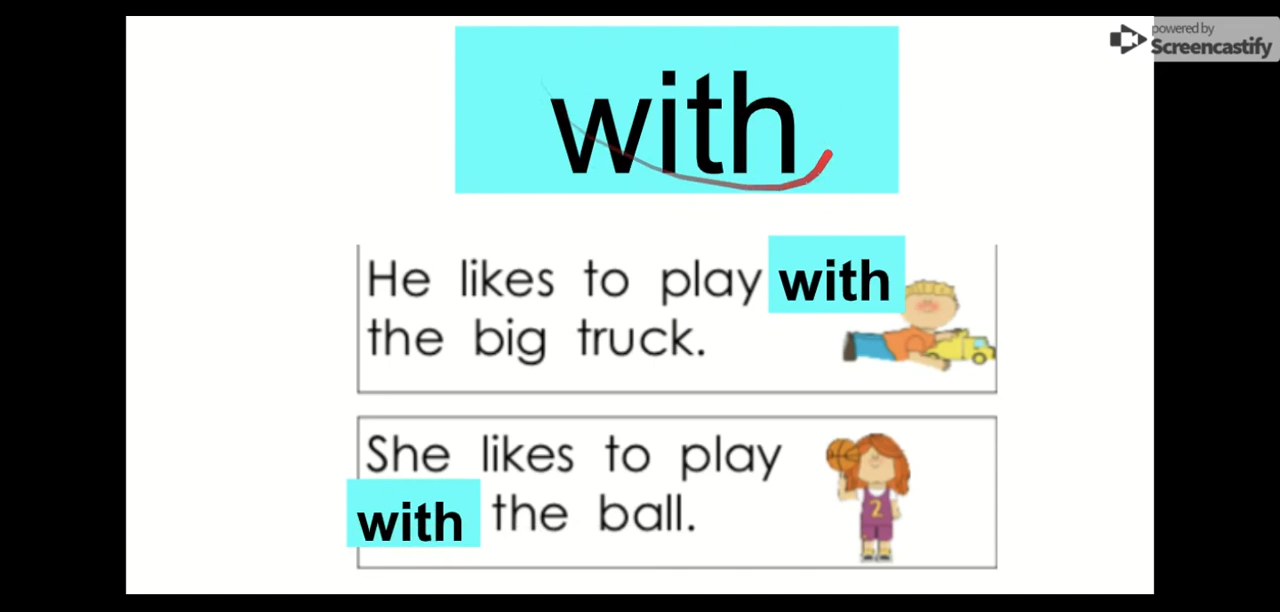 powered by
Screencastify
with
He likes to play with
the big truck.
She likes to play
with the ball.
2